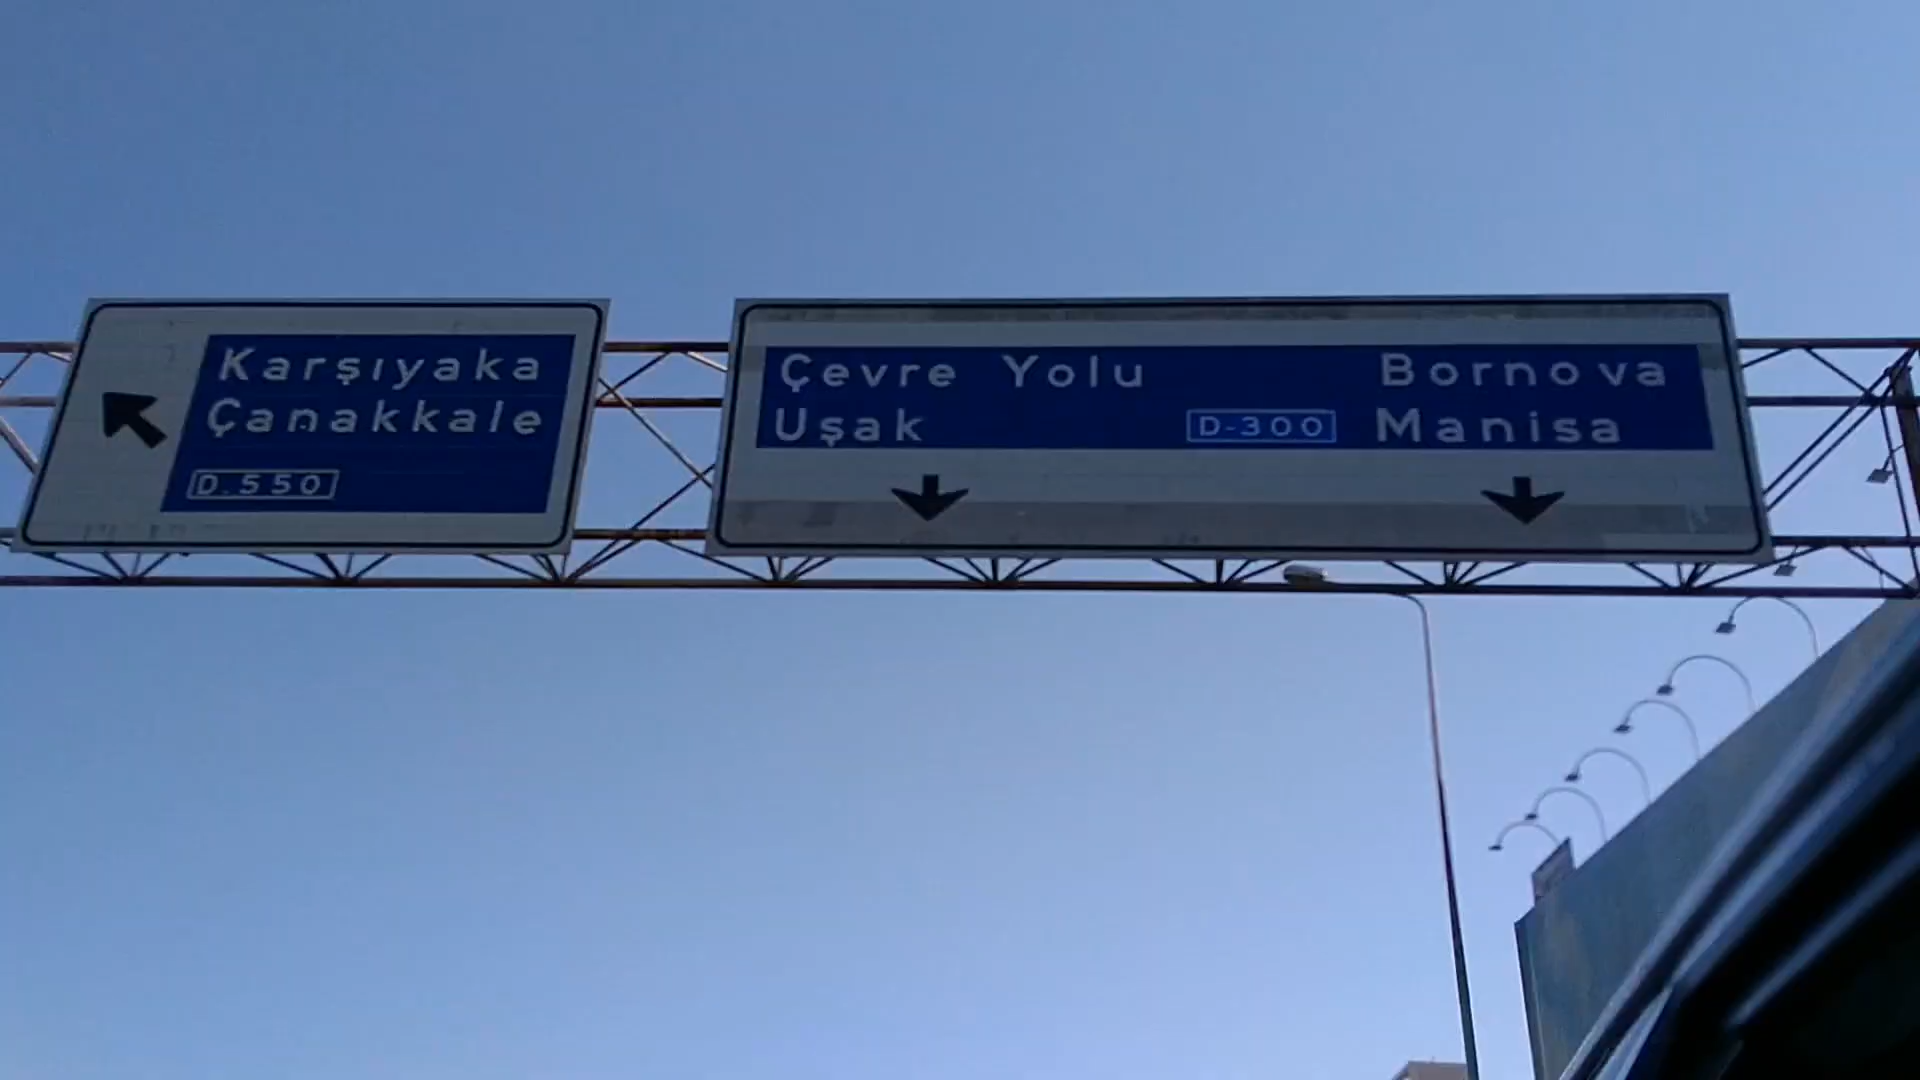 Karşıyaka
Çanakkale
D.550
Çevre Yolu
Uşak
D-300
Bornova
Manisa